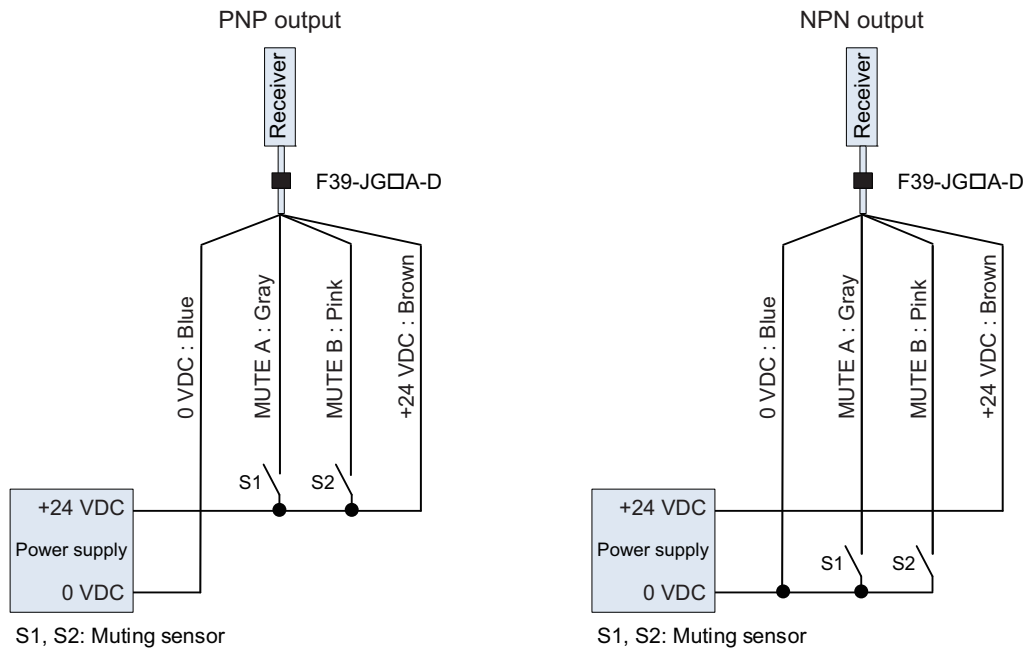 PNP output
Receiver
F39-JG□A-D
0 VDC : Blue
MUTE A : Gray
MUTE B : Pink
+24 VDC : Brown
S1
S2
+24 VDC
Power supply
0 VDC
S1, S2: Muting sensor
NPN output
Receiver
F39-JG□A-D
0 VDC : Blue
MUTE A : Gray
MUTE B : Pink
+24 VDC : Brown
+24 VDC
Power supply
S1
S2
0 VDC
S1, S2: Muting sensor